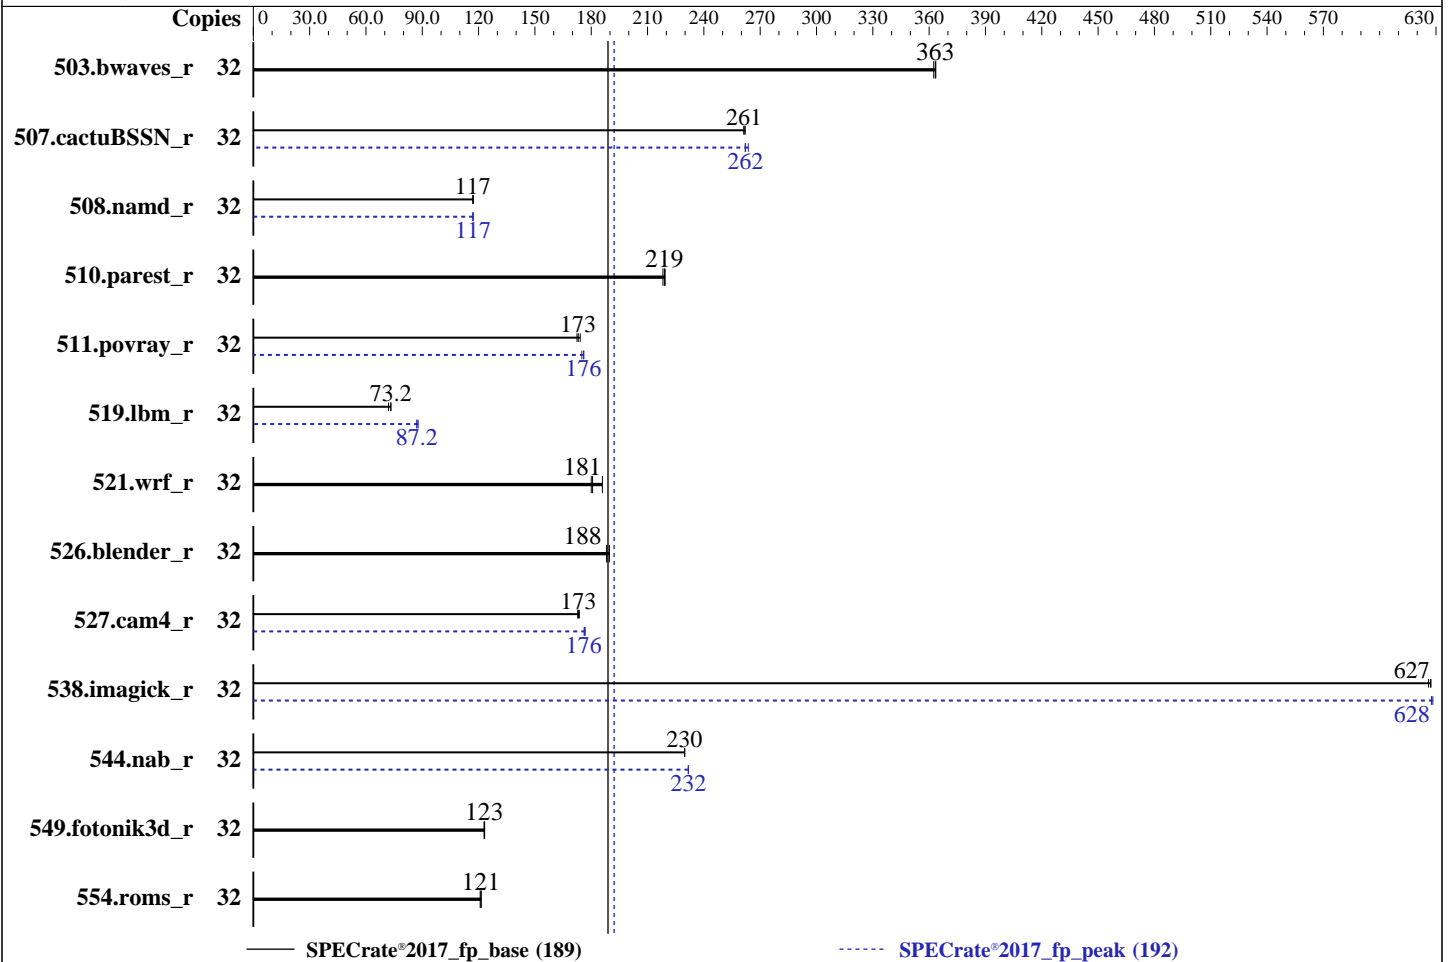 Copies 0 30.0 60.0 90.0 120 150 180 210 240 270 300 330 360 390 420 450 480 510 540 570 630
503.bwaves_r 32 363
507.cactuBSSN_r 32 261
262
508.namd_r 32 117
117
510.parest_r 32 219
511.povray_r 32 173
176
519.lbm_r 32 73.2
87.2
521.wrf_r 32 181
526.blender_r 32 188
527.cam4_r 32 173
176
538.imagick_r 32 627
628
544.nab_r 32 230
232
549.fotonik3d_r 32 123
554.roms_r 32 121
SPECrate®2017_fp_base (189) SPECrate®2017_fp_peak (192)